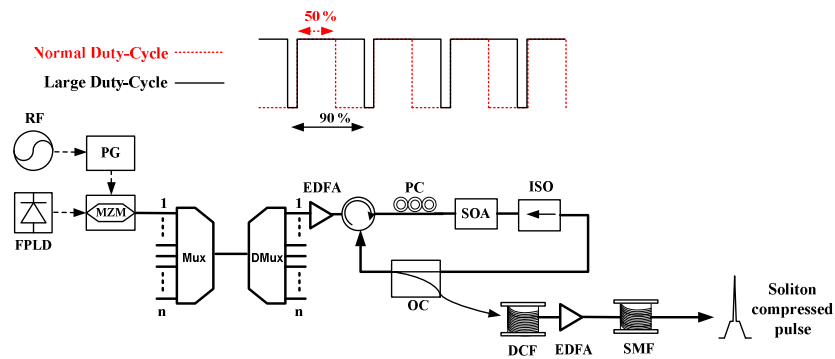 50 %
Normal Duty-Cycle
Large Duty-Cycle
90 %
RF
PG
FPLD
MZM
1
n
Mux
DMux
1
n
EDFA
PC
SOA
ISO
OC
DCF
EDFA
SMF
Soliton
compressed
pulse